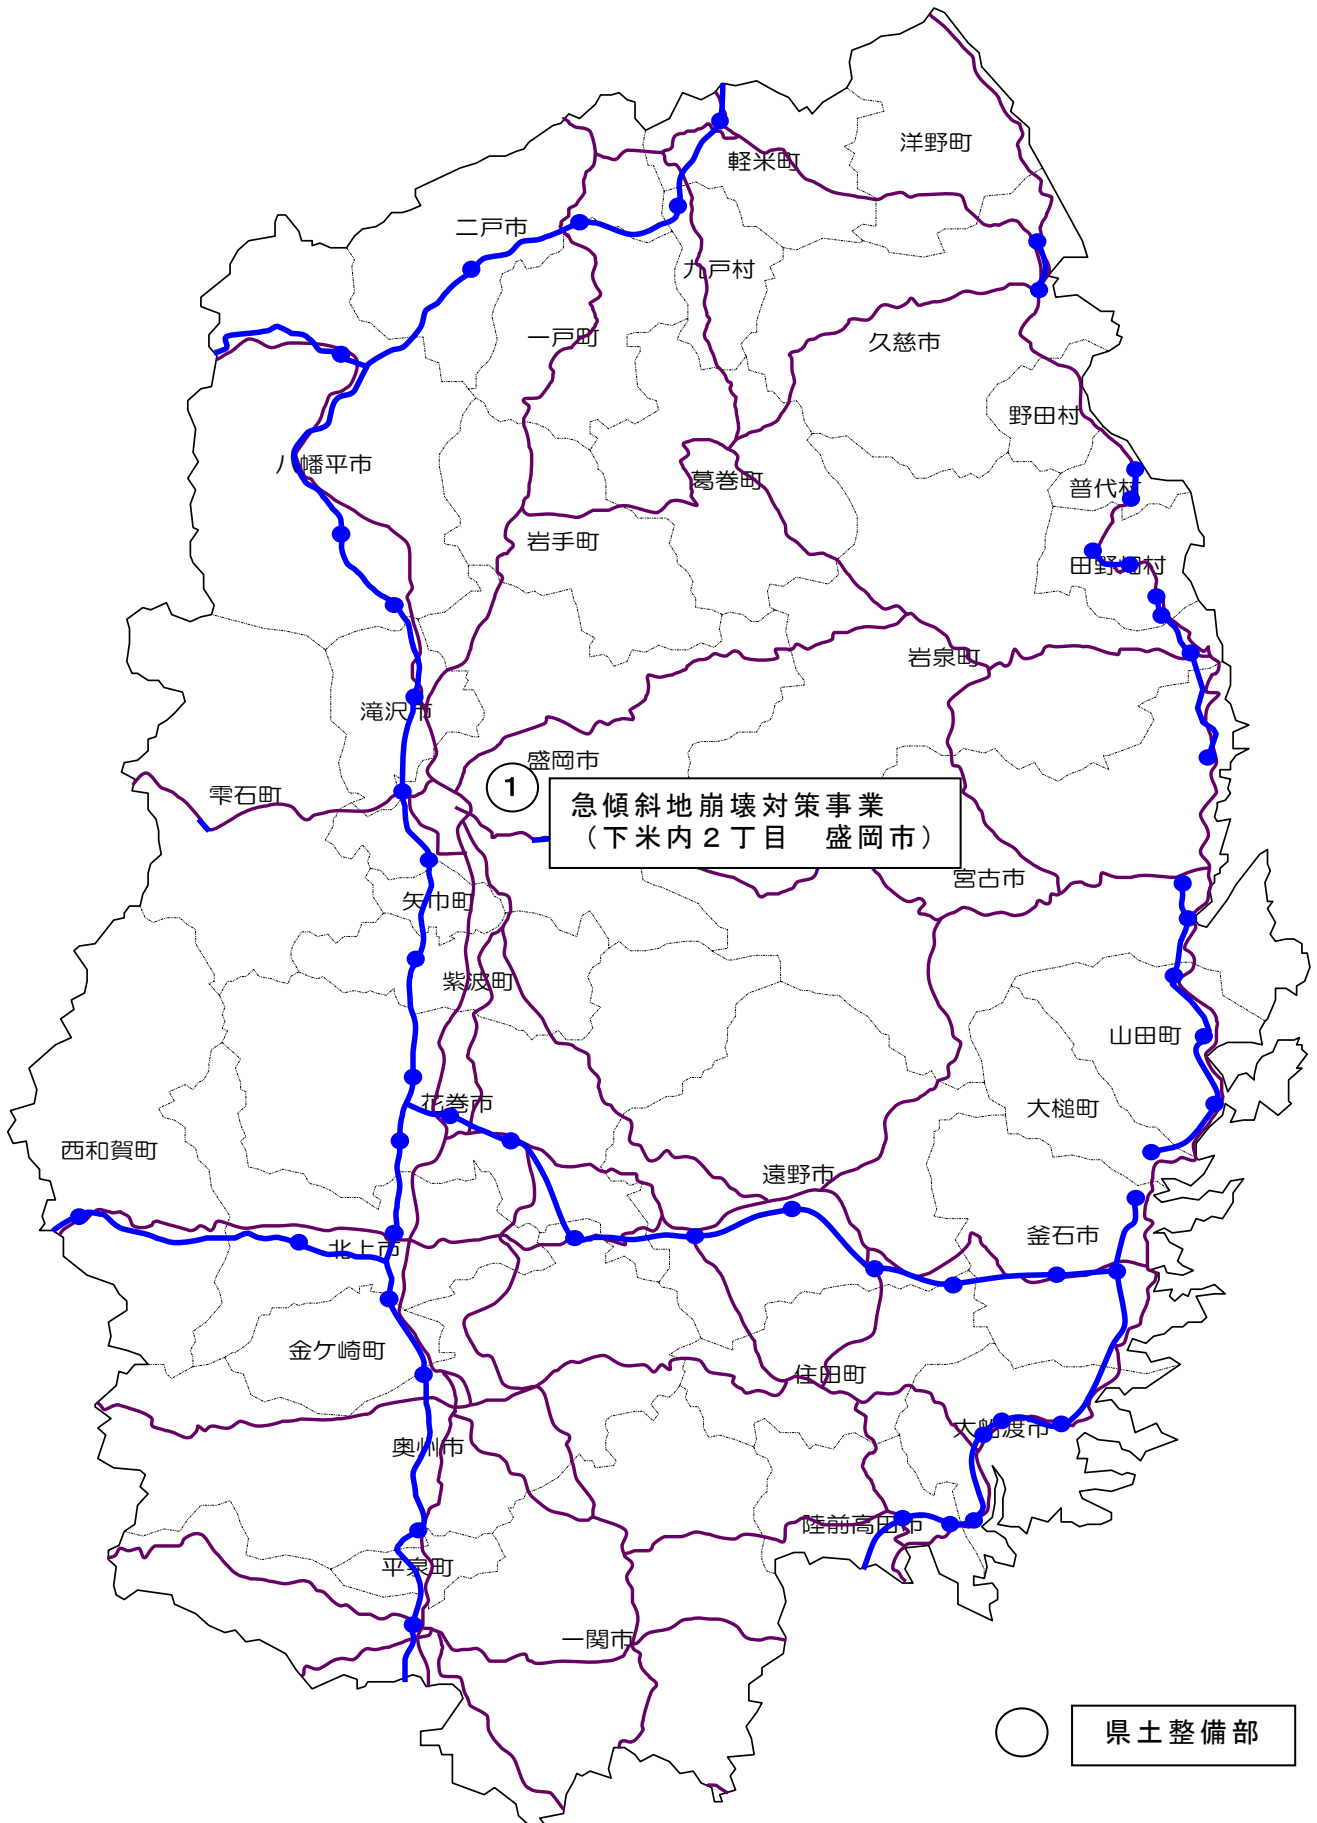 洋野町
軽米町
二戸市
九戸村
一戸町
久慈市
野田村
八幡平市
葛巻町
普代村
岩手町
田野畑村
岩泉町
滝沢市
盛岡市
雫石町
①
急傾斜地崩壊対策事業
（下米内２丁目　盛岡市）
宮古市
矢巾町
紫波町
山田町
花巻市
大槌町
西和賀町
遠野市
釜石市
北上市
金ケ崎町
住田町
大船渡市
奥州市
陸前高田市
平泉町
一関市
県土整備部